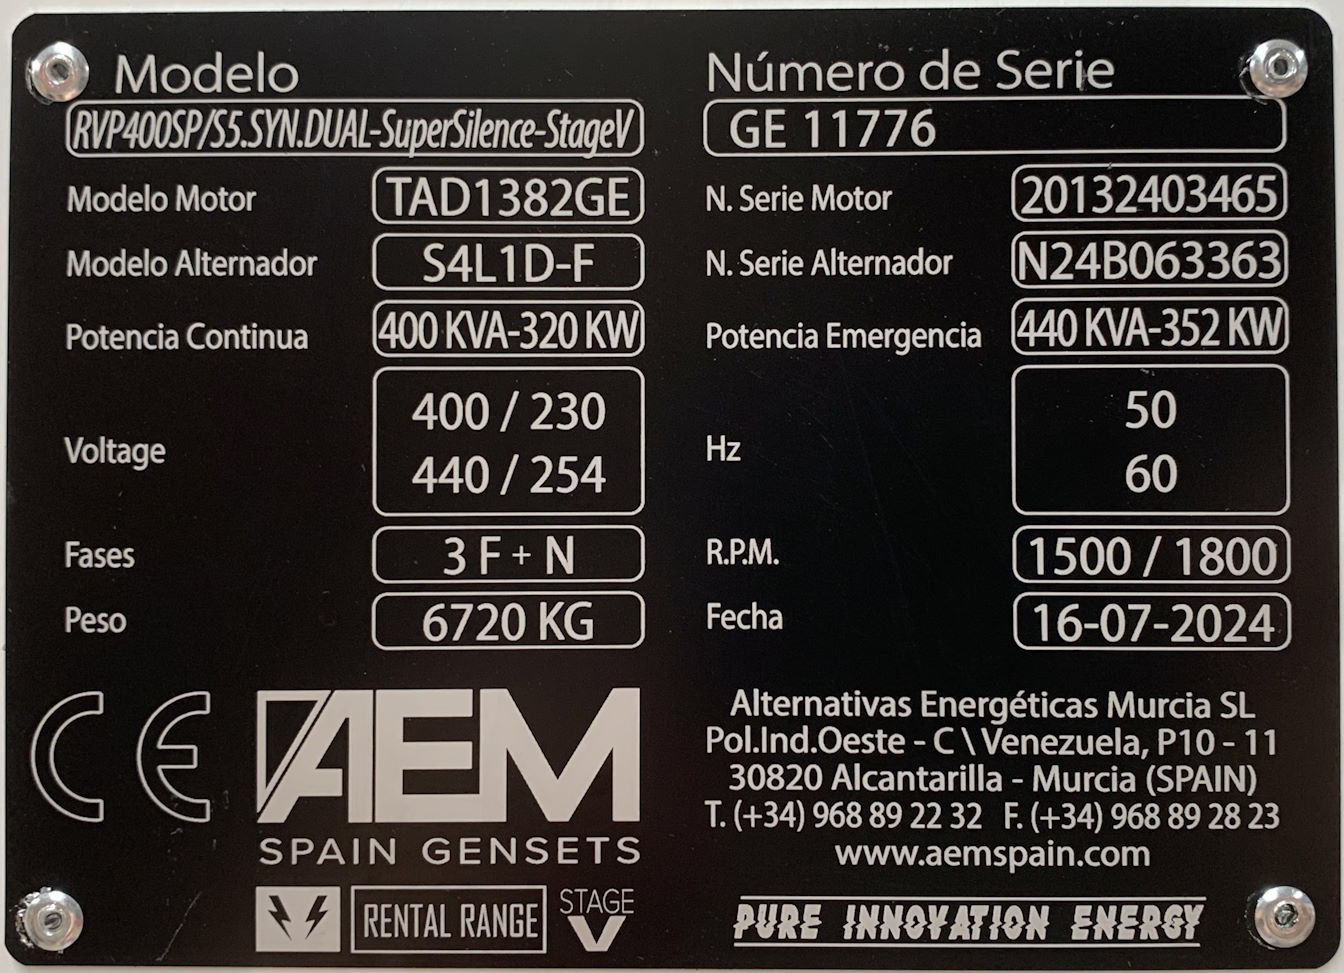 Modelo
RVP400SP/S5.SYN.DUAL-SuperSilence-StageV
Número de Serie
GE 11776
Modelo Motor TAD1382GE
N. Serie Motor 20132403465
Modelo Alternador S4L1D-F
N. Serie Alternador N24B063363
Potencia Continua 400 KVA-320 KW
Potencia Emergencia 440 KVA-352 KW
Voltage
400 / 230
440 / 254
Hz
50
60
Fases 3 F + N
R.P.M. 1500 / 1800
Peso 6720 KG
Fecha 16-07-2024
CE
AEM
SPAIN GENSETS
RENTAL RANGE
STAGE
V
Alternativas Energéticas Murcia SL
Pol.Ind.Oeste - C \ Venezuela, P10 - 11
30820 Alcantarilla - Murcia (SPAIN)
T. (+34) 968 89 22 32 F. (+34) 968 89 28 23
www.aemspain.com
PURE INNOVATION ENERGY